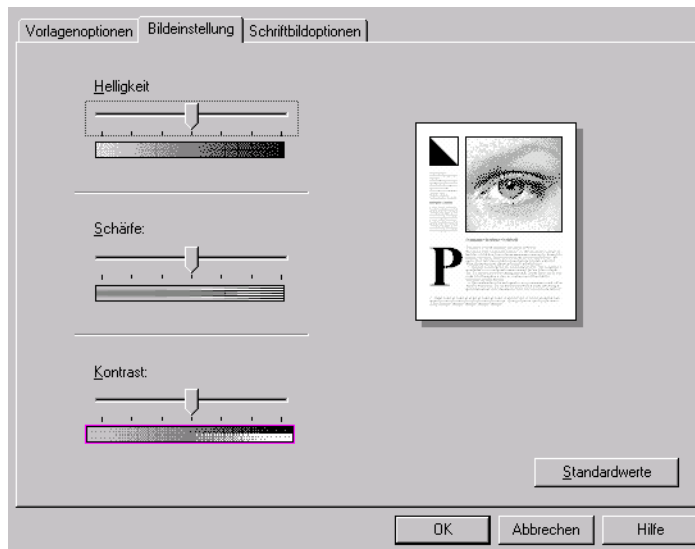 Vorlagenoptionen Bildeinstellung Schriftbildoptionen
Helligkeit
Schärfe:
Kontrast:
P
Standardwerte
OK Abbrechen Hilfe